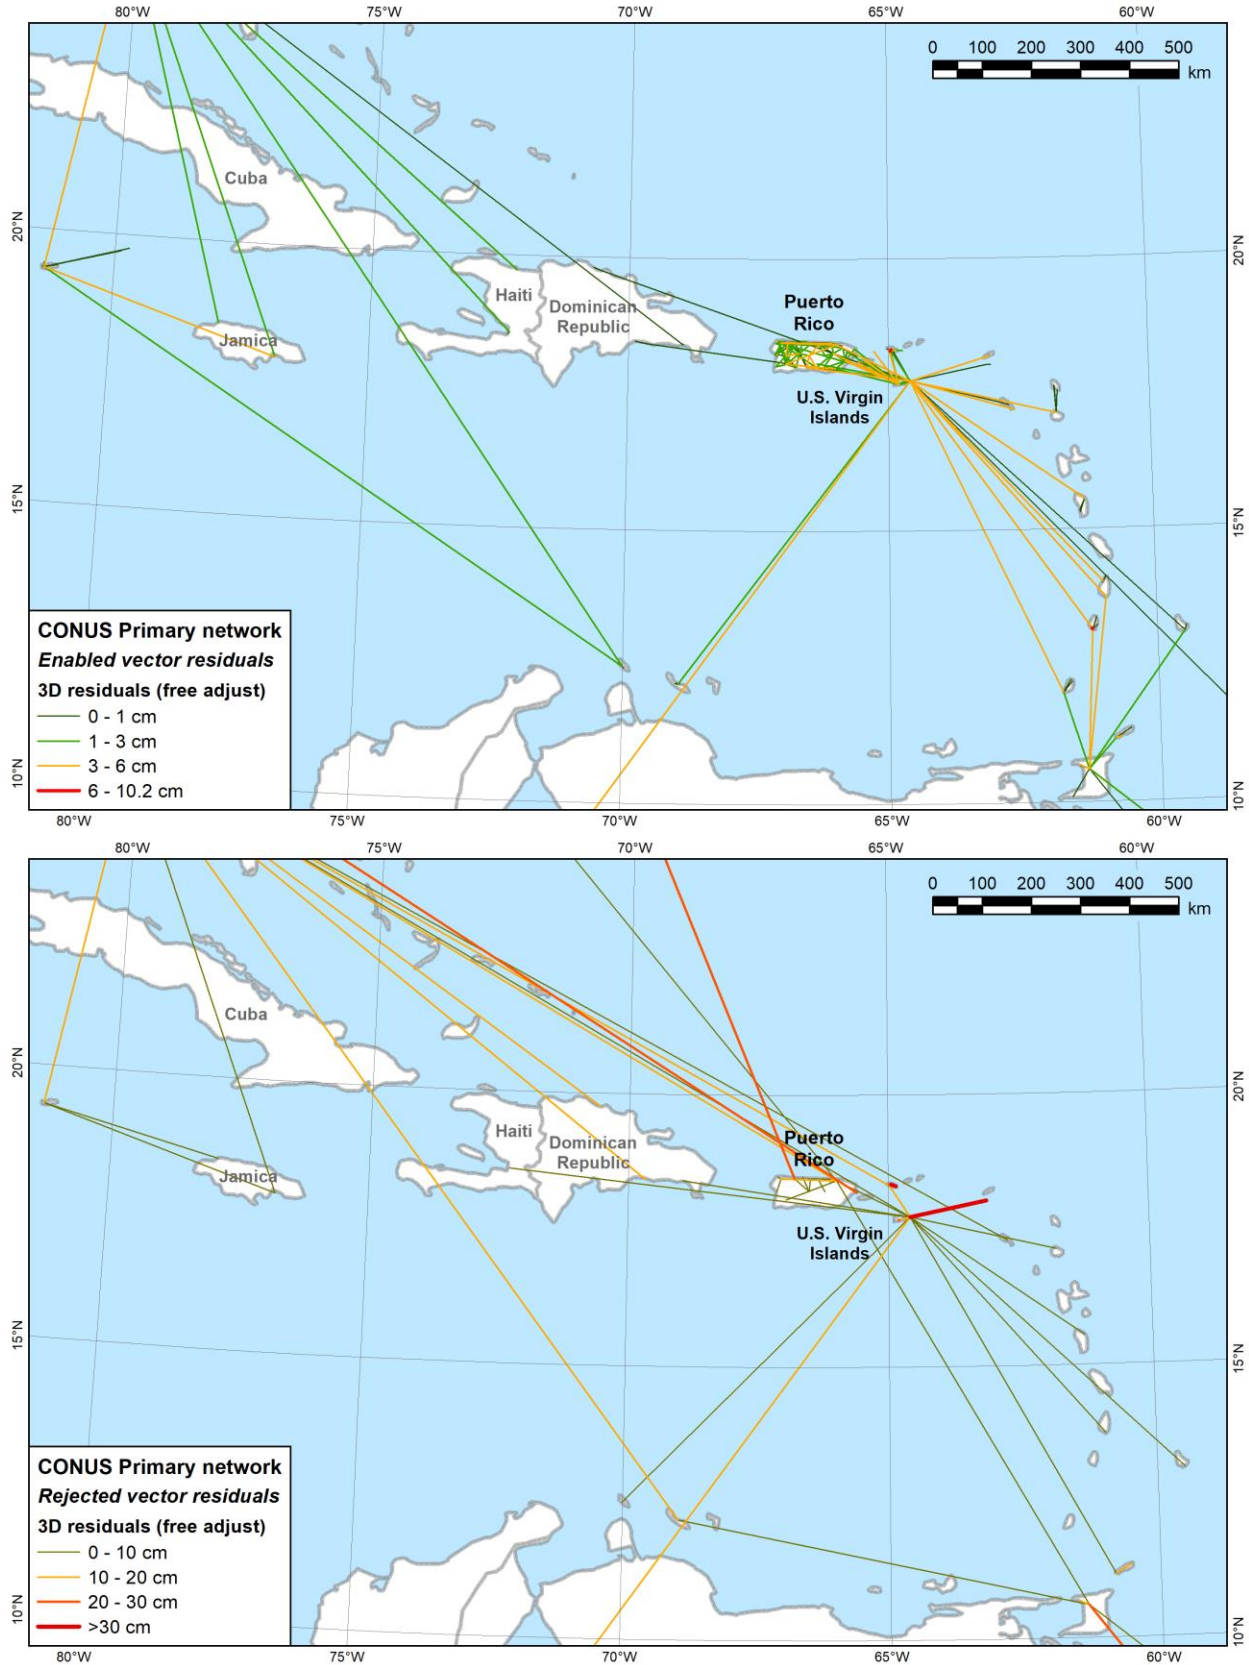 80°W 75°W 70°W 65°W 60°W
0 100 200 300 400 500
km
Cuba
20°N
20°N
Haiti
Dominican
Republic
Puerto
Rico
Jamica
U.S. Virgin
Islands
15°N
15°N
CONUS Primary network
Enabled vector residuals
3D residuals (free adjust)
0 - 1 cm
1 - 3 cm
3 - 6 cm
6 - 10.2 cm
10°N
10°N
80°W 75°W 70°W 65°W 60°W
80°W 75°W 70°W 65°W 60°W
0 100 200 300 400 500
km
Cuba
20°N
20°N
Haiti
Dominican
Republic
Puerto
Rico
Jamica
U.S. Virgin
Islands
15°N
15°N
CONUS Primary network
Rejected vector residuals
3D residuals (free adjust)
0 - 10 cm
10 - 20 cm
20 - 30 cm
>30 cm
10°N
10°N
80°W 75°W 70°W 65°W 60°W